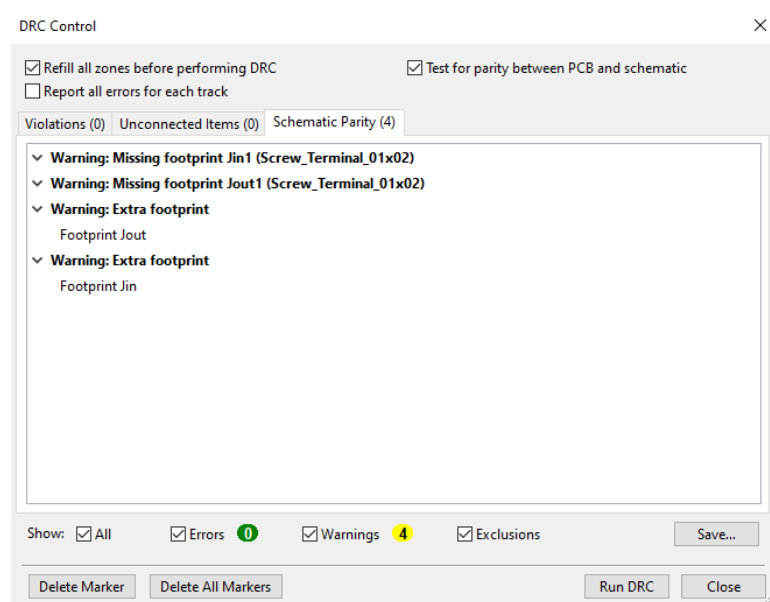 DRC Control
Refill all zones before performing DRC
Test for parity between PCB and schematic
Report all errors for each track
Violations (0) Unconnected Items (0) Schematic Parity (4)
Warning: Missing footprint Jin1 (Screw_Terminal_01x02)
Warning: Missing footprint Jout1 (Screw_Terminal_01x02)
Warning: Extra footprint
Footprint Jout
Warning: Extra footprint
Footprint Jin
Show: All Errors 0 Warnings 4 Exclusions Save...
Delete Marker Delete All Markers Run DRC Close